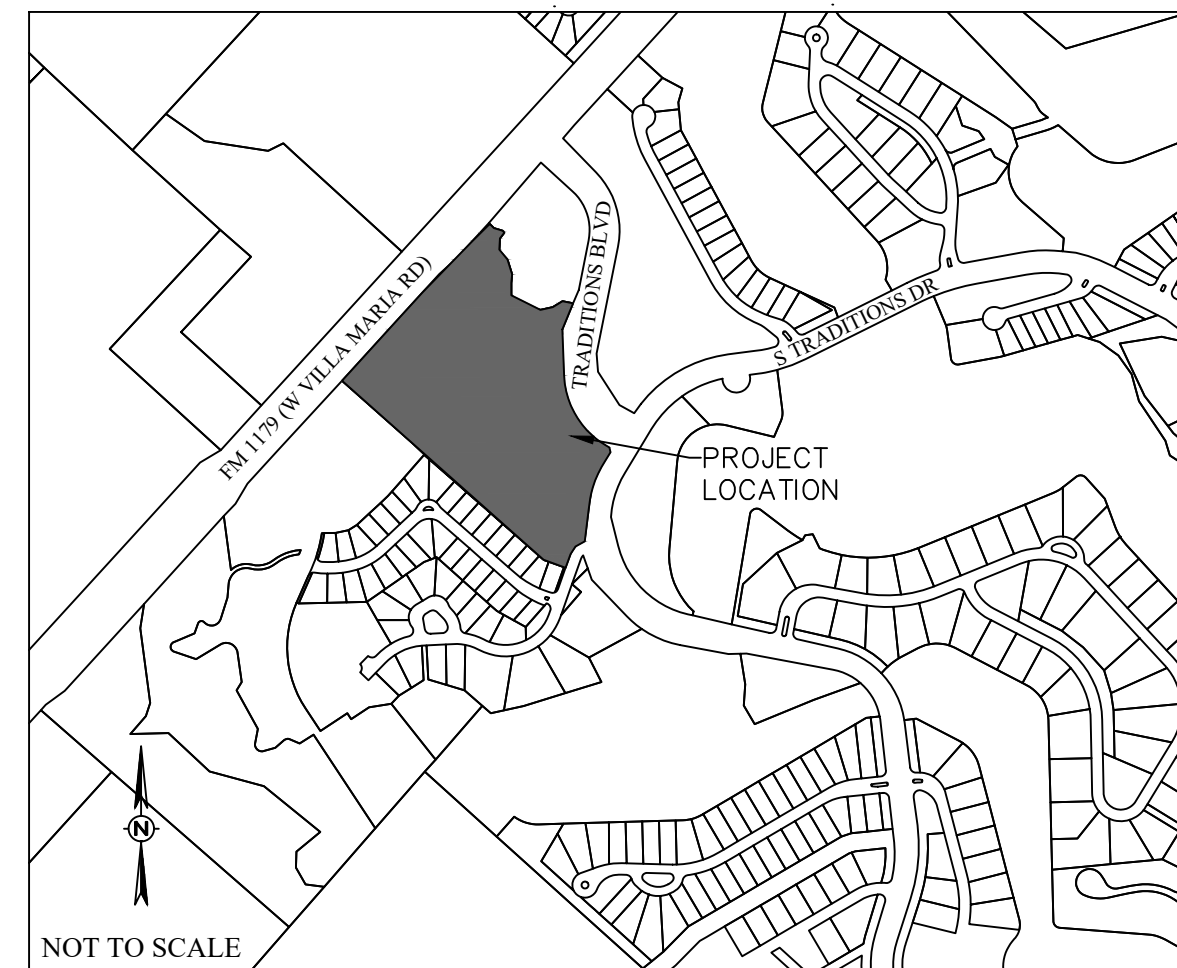 FM 1179 (W VILLA MARIA RD)
TRADITIONS BLVD
S TRADITIONS DR
PROJECT
LOCATION
N
NOT TO SCALE